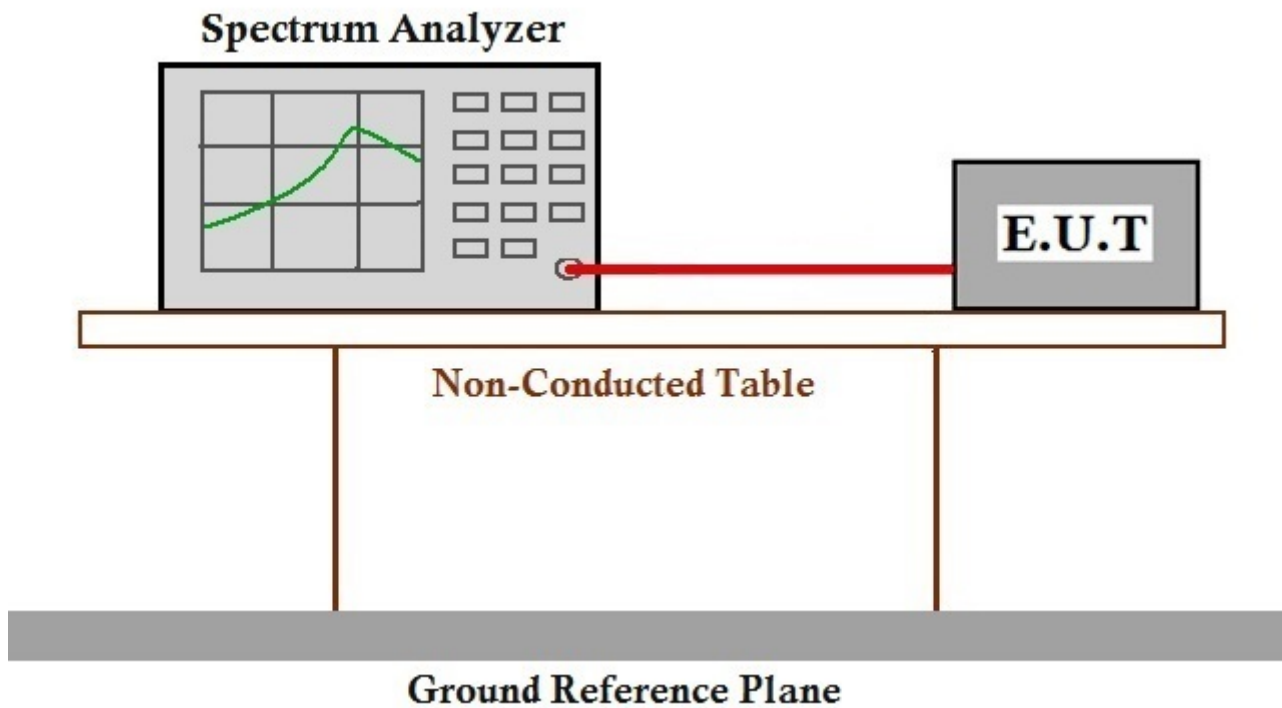 Spectrum Analyzer
E.U.T
Non-Conducted Table
Ground Reference Plane